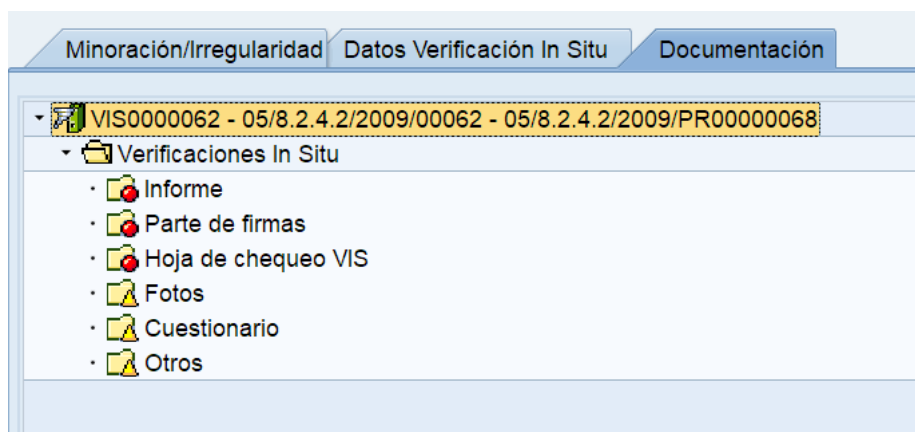 Minoración/Irregularidad Datos Verificación In Situ Documentación
VIS0000062 - 05/8.2.4.2/2009/00062 - 05/8.2.4.2/2009/PR00000068
Verificaciones In Situ
Informe
Parte de firmas
Hoja de chequeo VIS
Fotos
Cuestionario
Otros